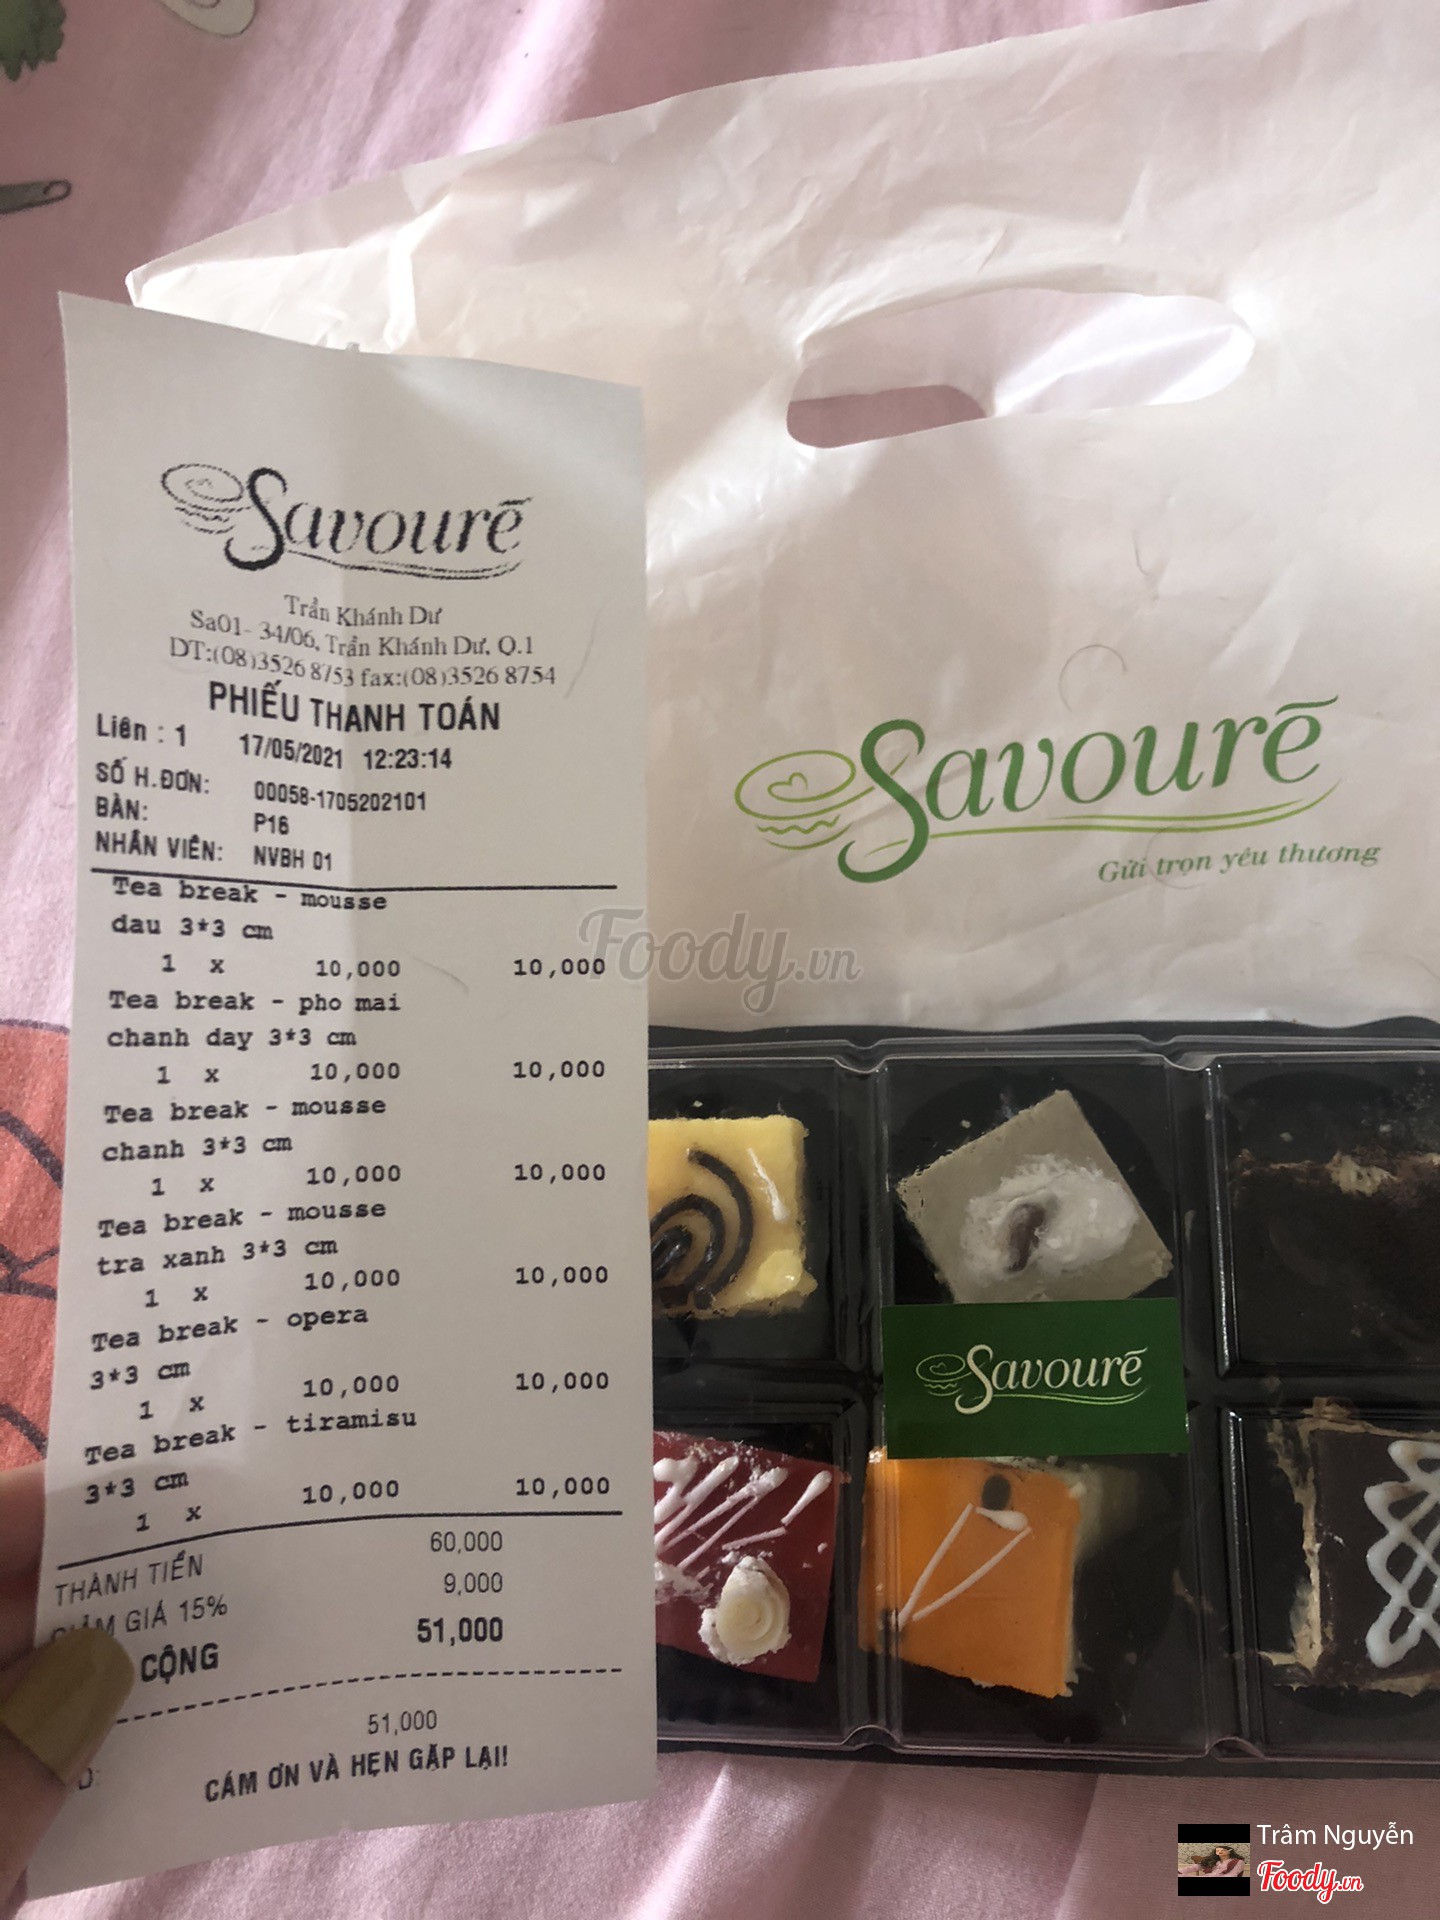 Savourē
Trần Khánh Dư
Sa01- 34/06, Trần Khánh Dư, Q.1
DT:(08)3526 8753 fax:(08)3526 8754
PHIẾU THANH TOÁN
Liên : 1 17/05/2021 12:23:14
SỐ H.ĐƠN: 00058-1705202101
BÀN: P16
NHÂN VIÊN: NVBH 01
Tea break - mousse
dau 3*3 cm
1 x 10,000 10,000
Tea break - pho mai
chanh day 3*3 cm
1 x 10,000 10,000
Tea break - mousse
chanh 3*3 cm
1 x 10,000 10,000
Tea break - mousse
tra xanh 3*3 cm
1 x 10,000 10,000
Tea break - opera
3*3 cm
1 x 10,000 10,000
Tea break - tiramisu
3*3 cm
1 x 10,000 10,000
THÀNH TIỀN 60,000
GIÁ 15% 9,000
CỘNG 51,000
51,000
CÁM ƠN VÀ HẸN GẶP LẠI!
Savourē
Gửi trọn yêu thương
Foody.vn
Savourē
Trâm Nguyễn
Foody.vn